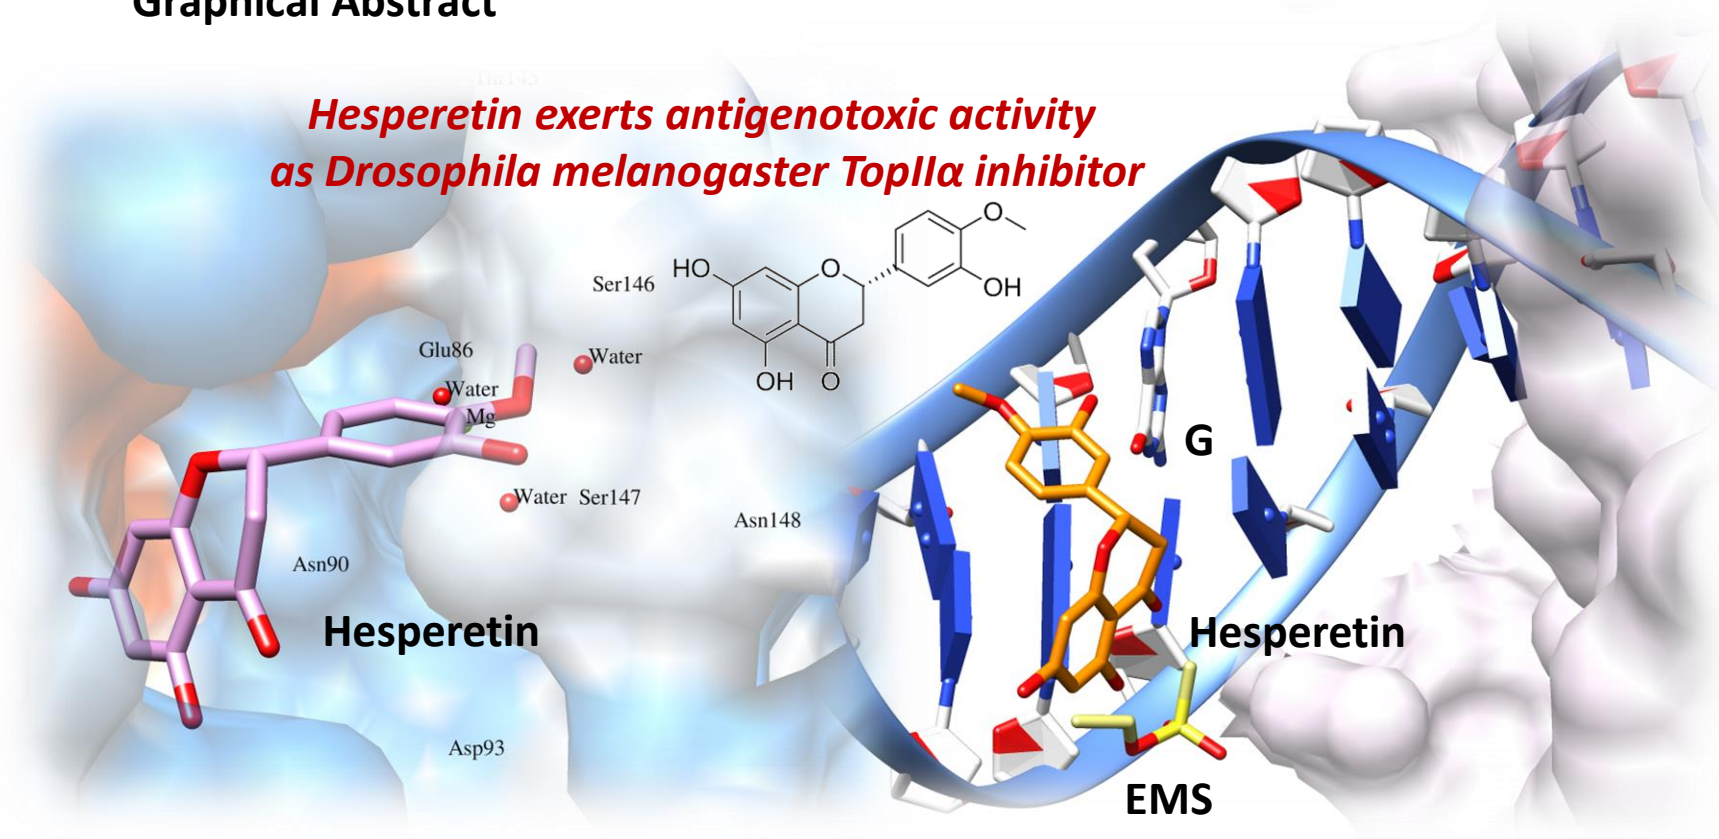 Graphical Abstract
Thr145
Hesperetin exerts antigenotoxic activity
as Drosophila melanogaster TopIIα inhibitor
O
HO
O
OH
OH
O
Ser146
Glu86
Water
Water
Mg
Water Ser147
Asn148
Asn90
G
Hesperetin
Hesperetin
Asp93
EMS